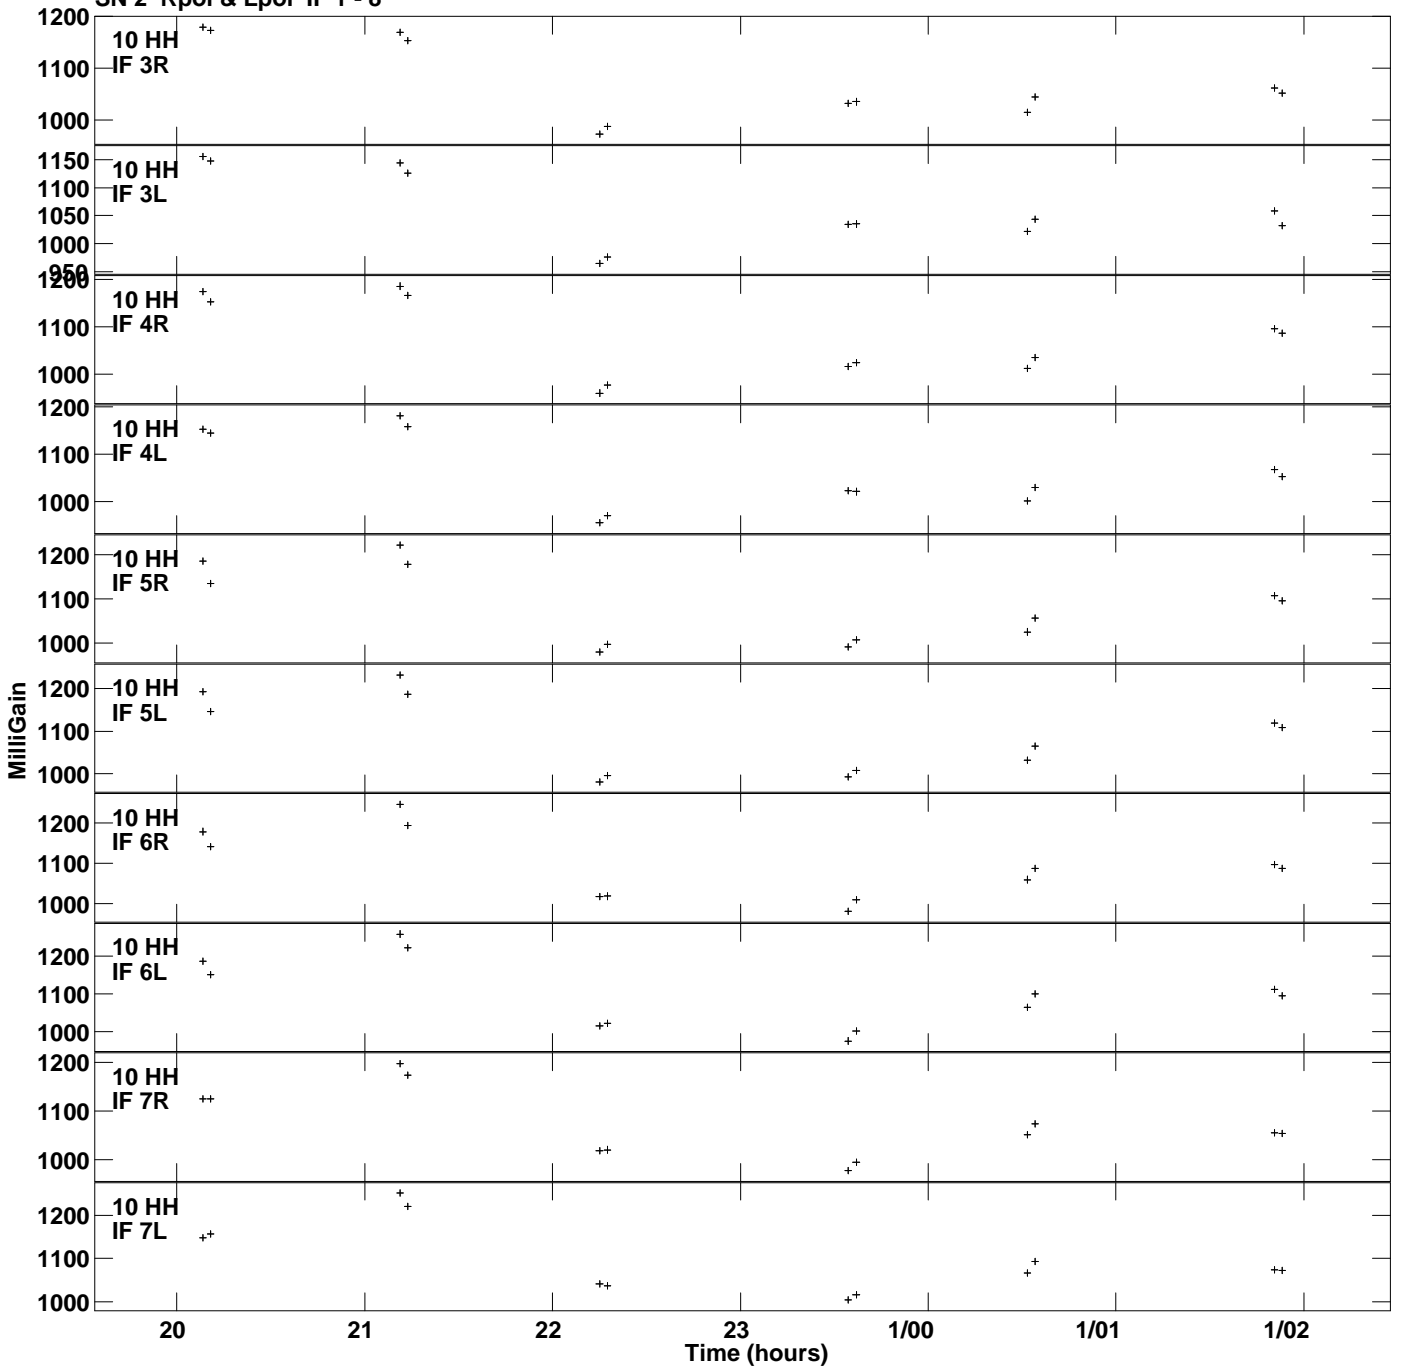 SN 2 Rpol & Lpol IF 1 - 8
1200
10 HH
IF 3R
1100
1000
1150
10 HH
IF 3L
1100
1050
1000
950
1200
10 HH
IF 4R
1100
1000
1200
10 HH
IF 4L
1100
1000
1200
10 HH
IF 5R
1100
1000
1200
10 HH
IF 5L
1100
1000
1200
10 HH
IF 6R
1100
1000
1200
10 HH
IF 6L
1100
1000
1200
10 HH
IF 7R
1100
1000
1200
10 HH
IF 7L
1100
1000
MilliGain
20 21 22 23 1/00 1/01 1/02
Time (hours)